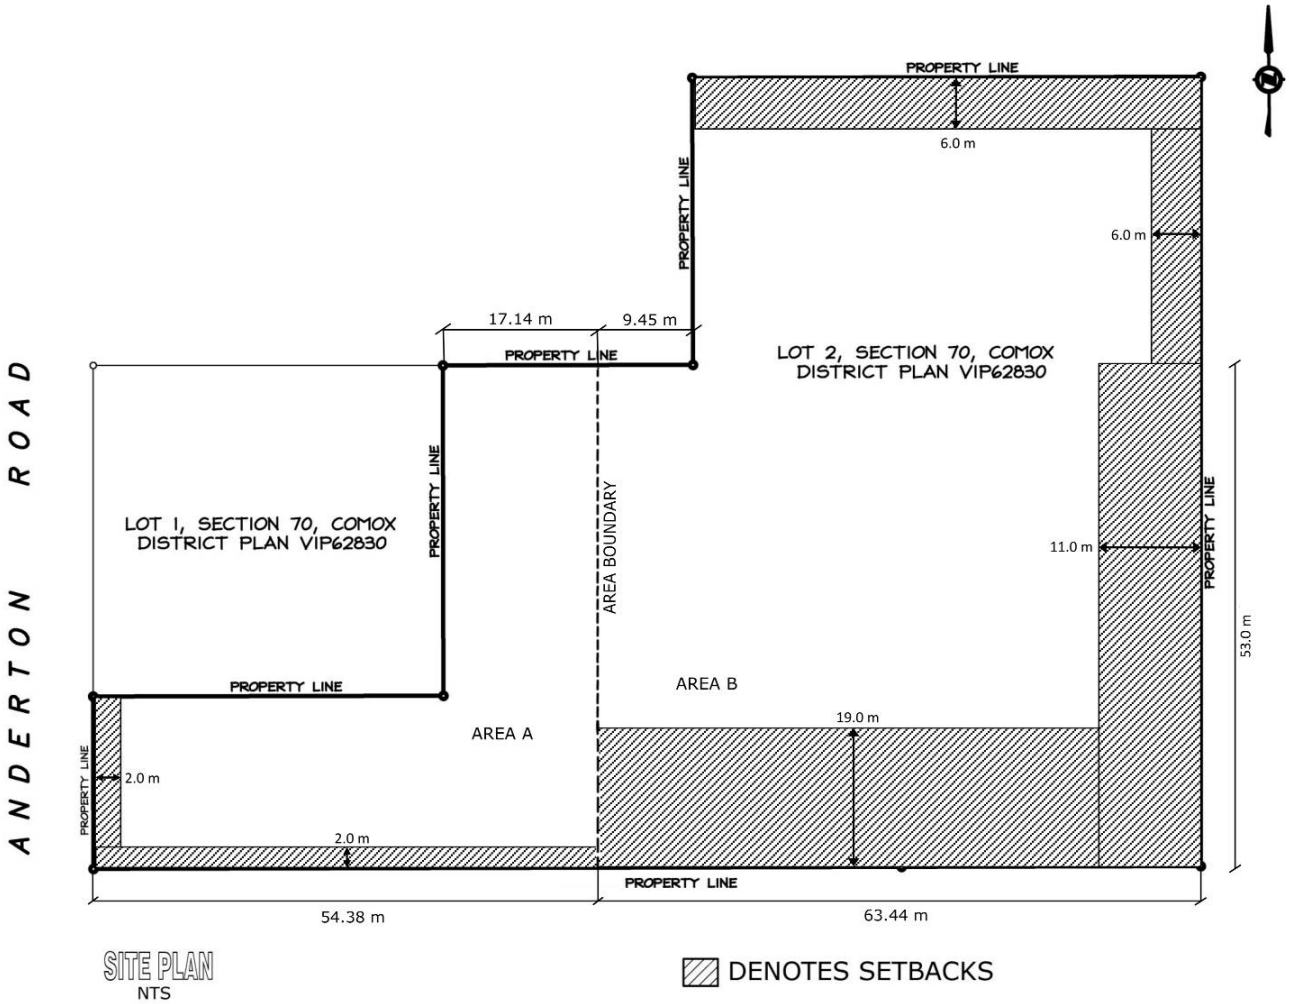 PROPERTY LINE
6.0 m
PROPERTY LINE
6.0 m
17.14 m
9.45 m
PROPERTY LINE
LOT 2, SECTION 70, COMOX
DISTRICT PLAN VIP62830
ANDERTON ROAD
PROPERTY LINE
LOT 1, SECTION 70, COMOX
DISTRICT PLAN VIP62830
AREA BOUNDARY
11.0 m
PROPERTY LINE
53.0 m
PROPERTY LINE
AREA B
19.0 m
AREA A
PROPERTY LINE
2.0 m
2.0 m
PROPERTY LINE
54.38 m
63.44 m
SITE PLAN
NTS
DENOTES SETBACKS